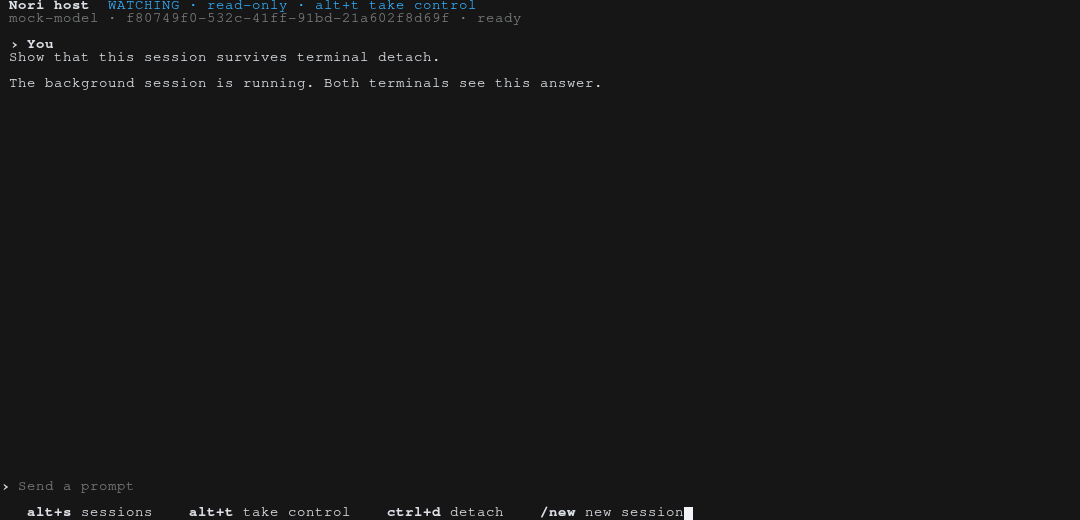 Nori host  WATCHING · read-only · alt+t take control
mock-model · f80749f0-532c-41ff-91bd-21a602f8d69f · ready
› You
Show that this session survives terminal detach.
The background session is running. Both terminals see this answer.
› Send a prompt
alt+s sessions    alt+t take control    ctrl+d detach    /new new session